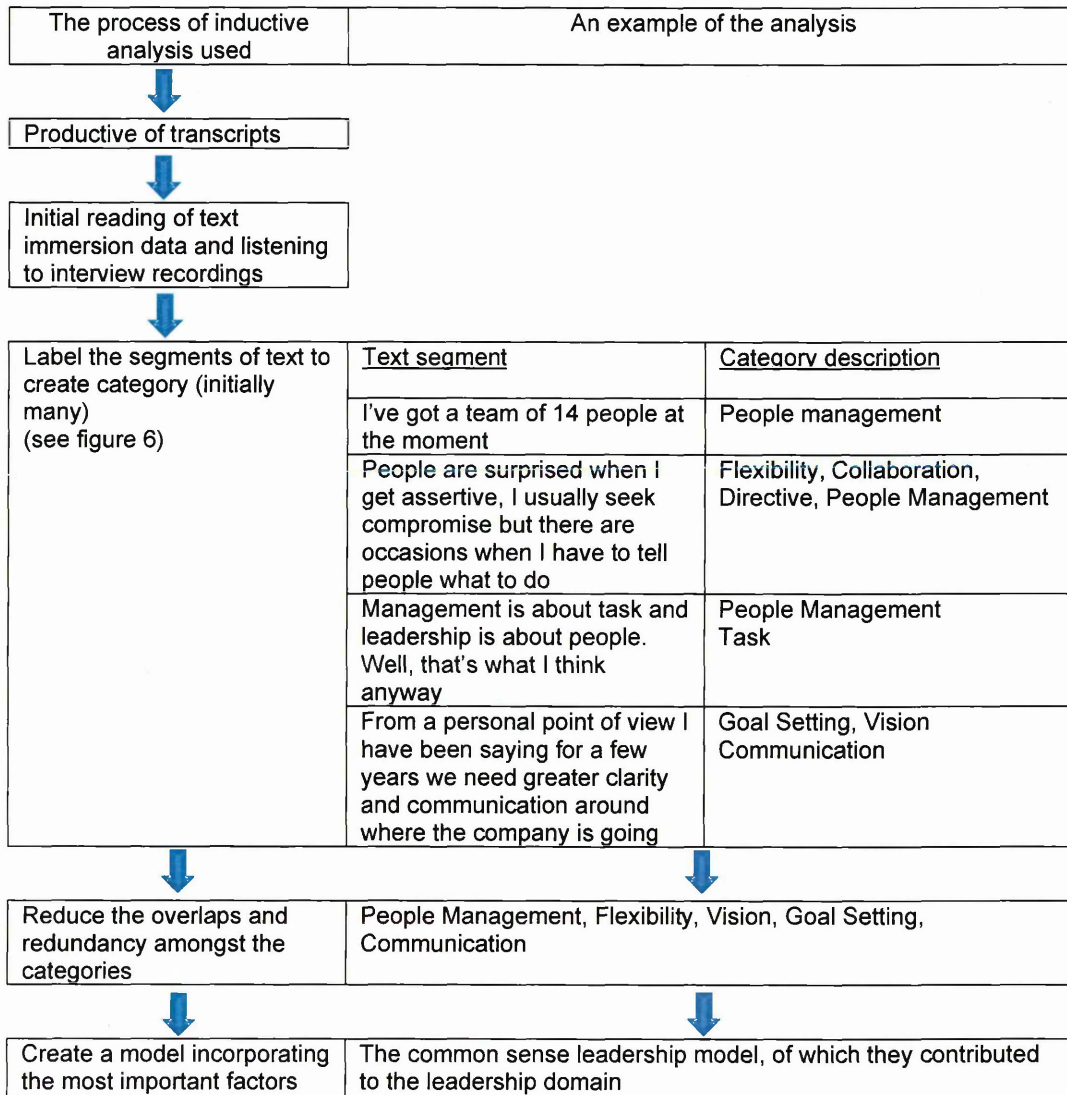 The process of inductive
analysis used
An example of the analysis
Productive of transcripts
Initial reading of text
immersion data and listening
to interview recordings
Label the segments of text to
create category (initially
many)
(see figure 6)
Text segment
Category description
I've got a team of 14 people at
the moment
People management
People are surprised when I
get assertive, I usually seek
compromise but there are
occasions when I have to tell
people what to do
Flexibility, Collaboration,
Directive, People Management
Management is about task and
leadership is about people.
Well, that's what I think
anyway
People Management
Task
From a personal point of view I
have been saying for a few
years we need greater clarity
and communication around
where the company is going
Goal Setting, Vision
Communication
Reduce the overlaps and
redundancy amongst the
categories
People Management, Flexibility, Vision, Goal Setting,
Communication
Create a model incorporating
the most important factors
The common sense leadership model, of which they contributed
to the leadership domain